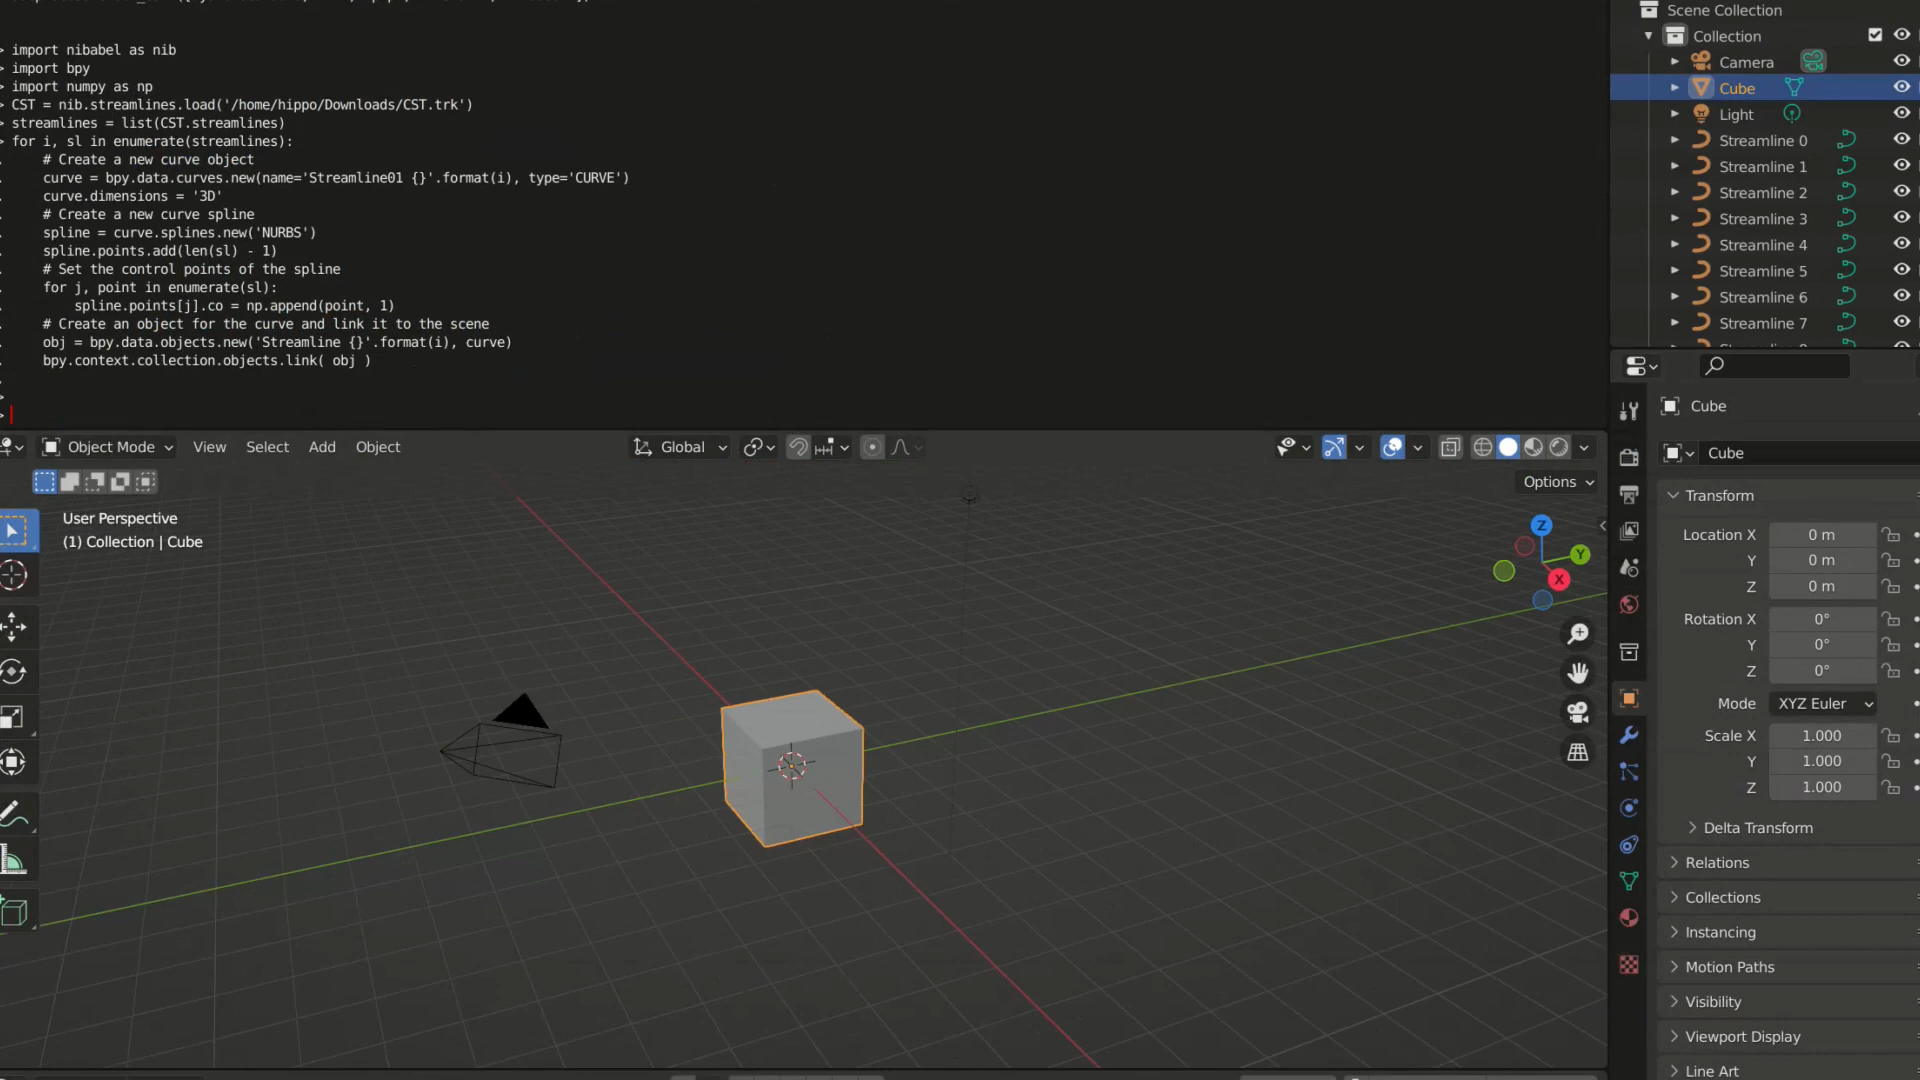 > import nibabel as nib
> import bpy
> import numpy as np
> CST = nib.streamlines.load('/home/hippo/Downloads/CST.trk')
> streamlines = list(CST.streamlines)
> for i, sl in enumerate(streamlines):
.     # Create a new curve object
.     curve = bpy.data.curves.new(name='Streamline01 {}'.format(i), type='CURVE')
.     curve.dimensions = '3D'
.     # Create a new curve spline
.     spline = curve.splines.new('NURBS')
.     spline.points.add(len(sl) - 1)
.     # Set the control points of the spline
.     for j, point in enumerate(sl):
.         spline.points[j].co = np.append(point, 1)
.     # Create an object for the curve and link it to the scene
.     obj = bpy.data.objects.new('Streamline {}'.format(i), curve)
.     bpy.context.collection.objects.link( obj )
.
>
>
Scene Collection
Collection
Camera
Cube
Light
Streamline 0
Streamline 1
Streamline 2
Streamline 3
Streamline 4
Streamline 5
Streamline 6
Streamline 7
Object Mode View Select Add Object Global
Options
User Perspective
(1) Collection | Cube
Z
Y
X
Cube
Cube
Transform
Location X 0 m
Y 0 m
Z 0 m
Rotation X 0°
Y 0°
Z 0°
Mode XYZ Euler
Scale X 1.000
Y 1.000
Z 1.000
Delta Transform
Relations
Collections
Instancing
Motion Paths
Visibility
Viewport Display
Line Art